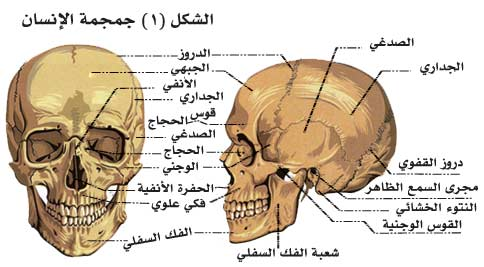 الشكل (١) جمجمة الإنسان
الصدغي
الجداري
الدروز
الجبهي
الأنفي
الجداري
قوس الحجاج
الصدغي
الحجاج
الوجني
الحفرة الأنفية
فكي علوي
الفك السفلي
دروز القفوي
مجرى السمع الظاهر
النتوء الخشائي
القوس الوجنية
شعبة الفك السفلي